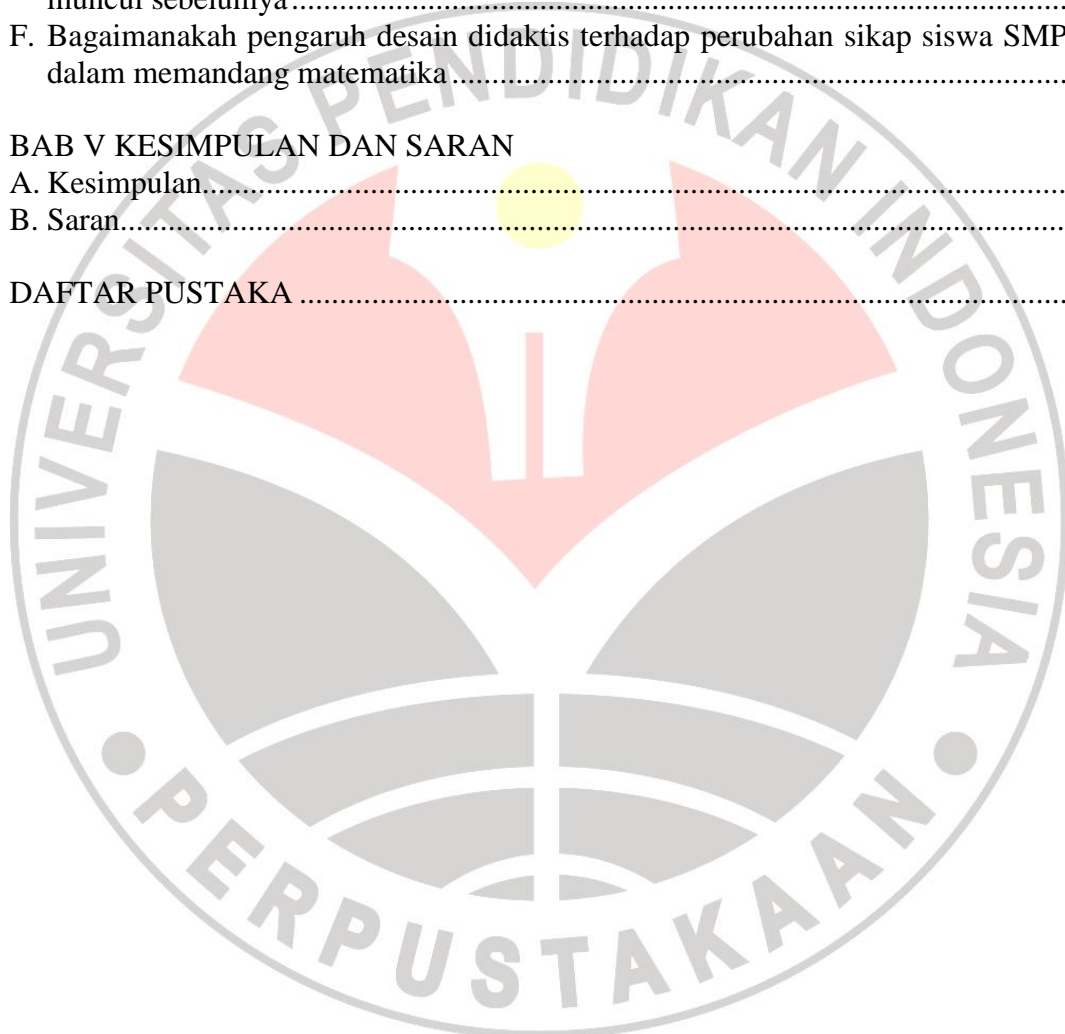 muncul sebelumnya........................................................................................................
F. Bagaimanakah pengaruh desain didaktis terhadap perubahan sikap siswa SMP
dalam memandang matematika ..................................................................................
BAB V KESIMPULAN DAN SARAN
A. Kesimpulan................................................................................................................
B. Saran..........................................................................................................................
DAFTAR PUSTAKA ....................................................................................................
UNIVERSITAS PENDIDIKAN INDONESIA
PERPUSTAKAAN